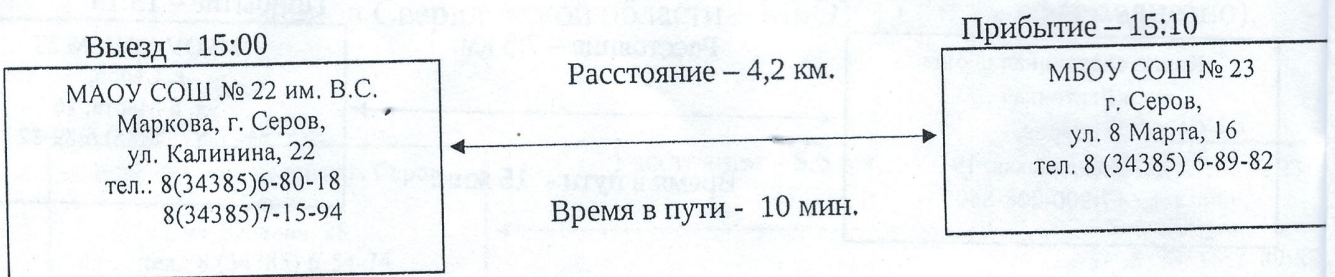 Выезд – 15:00
МАОУ СОШ № 22 им. В.С.
Маркова, г. Серов,
ул. Калинина, 22
тел.: 8(34385)6-80-18
8(34385)7-15-94
Расстояние – 4,2 км.
Время в пути - 10 мин.
Прибытие – 15:10
МБОУ СОШ № 23
г. Серов,
ул. 8 Марта, 16
тел. 8 (34385) 6-89-82